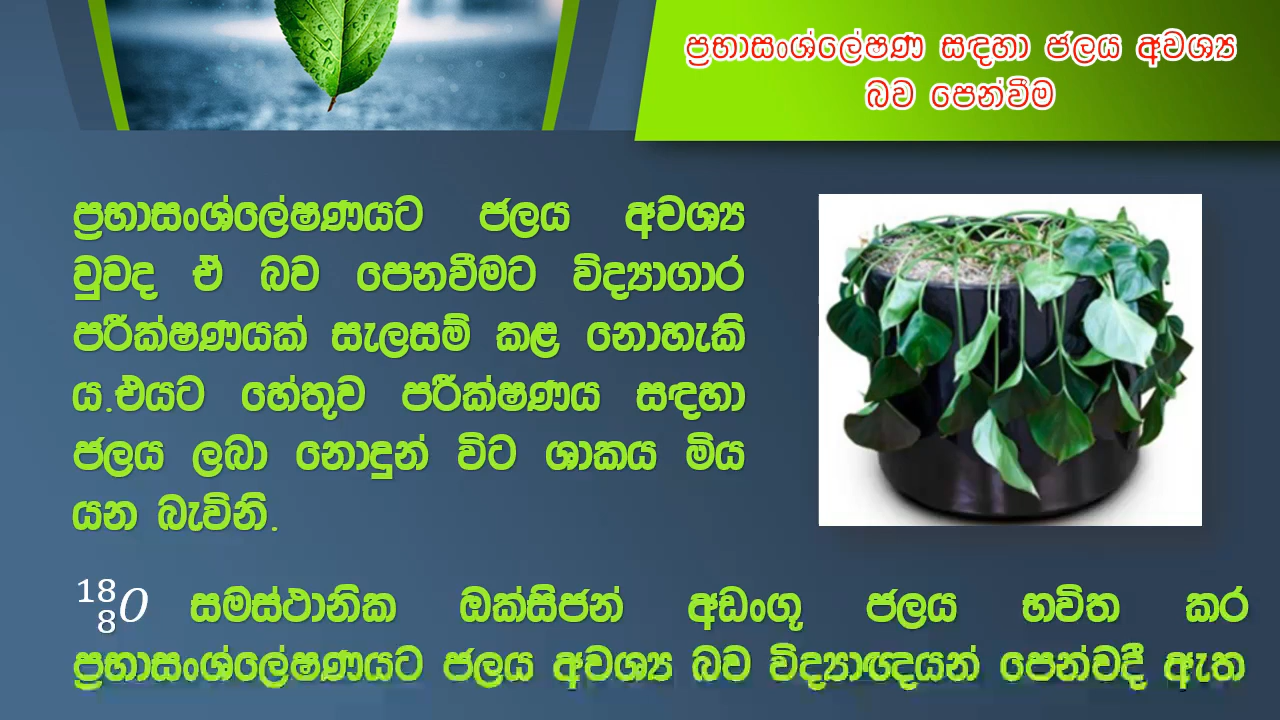 ප්‍රභාසංශ්ලේෂණ සඳහා ජලය අවශ්‍ය
බව පෙන්වීම
ප්‍රභාසංශ්ලේෂණයට ජලය අවශ්‍ය
වුවද ඒ බව පෙනවීමට විද්‍යාගාර
පරීක්ෂණයක් සැලසම් කළ නොහැකි
ය.එයට හේතුව පරීක්ෂණය සඳහා
ජලය ලබා නොදුන් විට ශාකය මිය
යන බැවිනි.
¹⁸₈O සමස්ථානික ඔක්සිජන් අඩංගු ජලය භවිත කර
ප්‍රභාසංශ්ලේෂණයට ජලය අවශ්‍ය බව විද්‍යාඥයන් පෙන්වදී ඇත